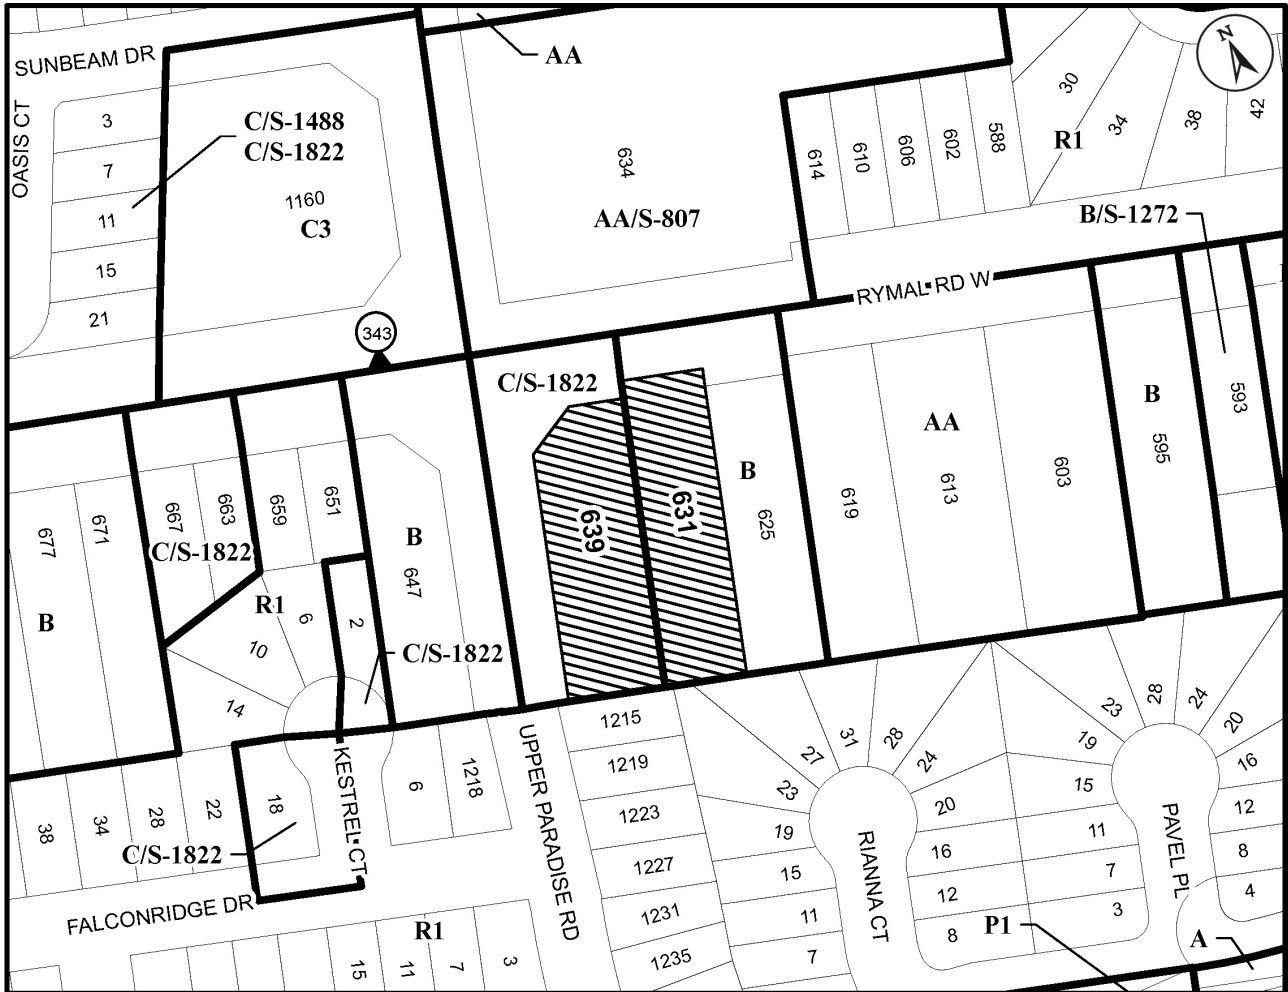 SUNBEAM DR
AA
N
OASIS CT
3
7
11
15
21
C/S-1488
C/S-1822
1160
C3
634
AA/S-807
614
610
606
602
588
30
R1
34
38
42
B/S-1272
RYMAL RD W
343
C/S-1822
677
671
B
667
663
C/S-1822
659
651
B
647
639
631
B
625
619
AA
613
603
B
595
593
R1
6
2
10
14
C/S-1822
38
34
28
22
18
C/S-1822
KESTREL CT
6
1218
UPPER PARADISE RD
1215
1219
1223
1227
1231
1235
27
31
28
24
23
19
15
11
7
20
16
12
8
RIANNA CT
23
28
24
20
19
15
11
7
3
16
12
8
4
PAVEL PL
P1
A
FALCONRIDGE DR
R1
15
11
7
3